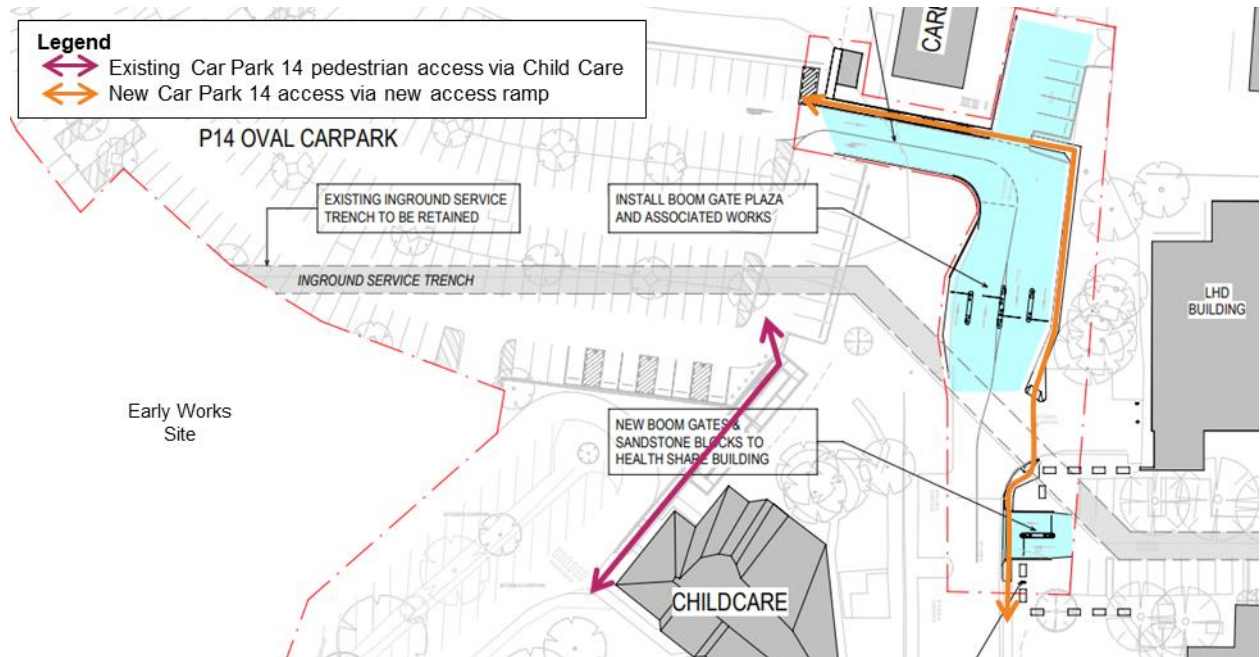 Legend
Existing Car Park 14 pedestrian access via Child Care
New Car Park 14 access via new access ramp
P14 OVAL CARPARK
EXISTING INGROUND SERVICE
TRENCH TO BE RETAINED
INSTALL BOOM GATE PLAZA
AND ASSOCIATED WORKS
INGROUND SERVICE TRENCH
LHD
BUILDING
Early Works
Site
NEW BOOM GATES &
SANDSTONE BLOCKS TO
HEALTH SHARE BUILDING
CHILDCARE